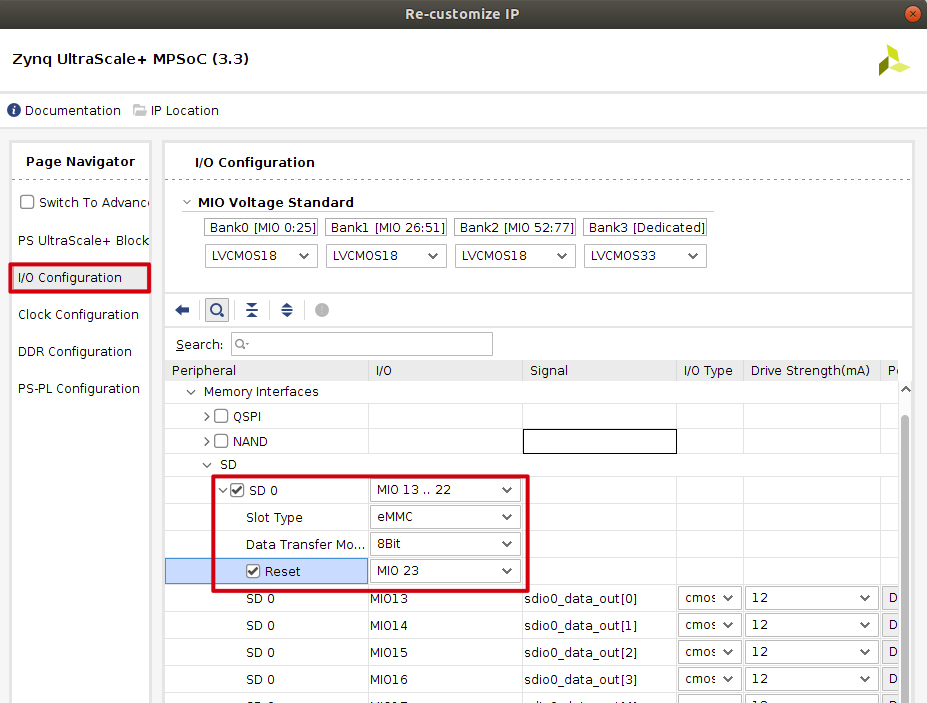 Re-customize IP
Zynq UltraScale+ MPSoC (3.3)
Documentation IP Location
Page Navigator
Switch To Advanc
PS UltraScale+ Block
I/O Configuration
Clock Configuration
DDR Configuration
PS-PL Configuration
I/O Configuration
MIO Voltage Standard
Bank0 [MIO 0:25] Bank1 [MIO 26:51] Bank2 [MIO 52:77] Bank3 [Dedicated]
LVCMOS18 LVCMOS18 LVCMOS18 LVCMOS33
Search:
Peripheral I/O Signal I/O Type Drive Strength(mA)
Memory Interfaces
QSPI
NAND
SD
SD 0 MIO 13 .. 22
Slot Type eMMC
Data Transfer Mo... 8Bit
Reset MIO 23
SD 0 MIO13 sdio0_data_out[0] cmos 12 D
SD 0 MIO14 sdio0_data_out[1] cmos 12 D
SD 0 MIO15 sdio0_data_out[2] cmos 12 D
SD 0 MIO16 sdio0_data_out[3] cmos 12 D